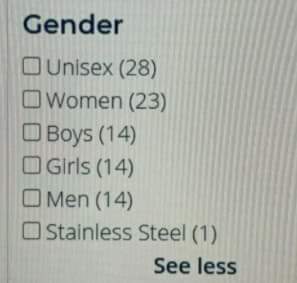 Gender
Unisex (28)
Women (23)
Boys (14)
Girls (14)
Men (14)
Stainless Steel (1)
See less